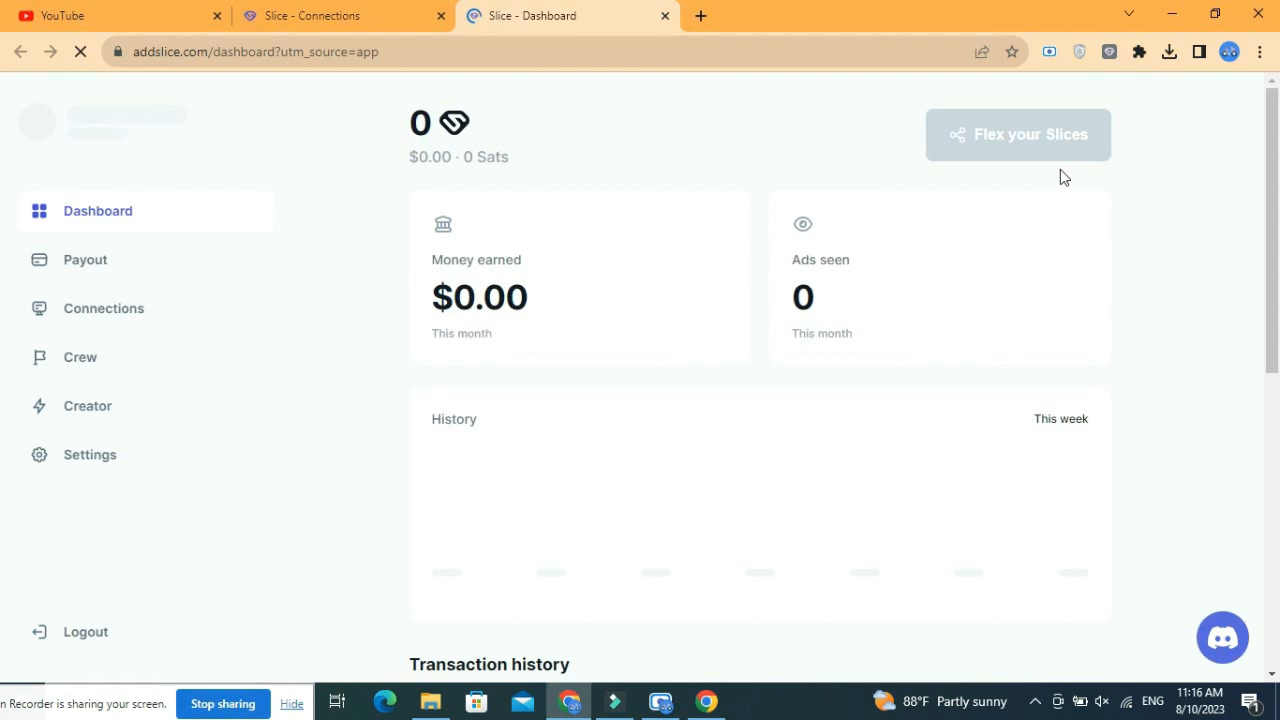 YouTube
Slice - Connections
Slice - Dashboard
addslice.com/dashboard?utm_source=app
0
$0.00 · 0 Sats
Flex your Slices
Dashboard
Payout
Connections
Crew
Creator
Settings
Logout
Money earned
$0.00
This month
Ads seen
0
This month
History
This week
Transaction history
n Recorder is sharing your screen.
Stop sharing
Hide
88°F Partly sunny
ENG
11:16 AM
8/10/2023
1